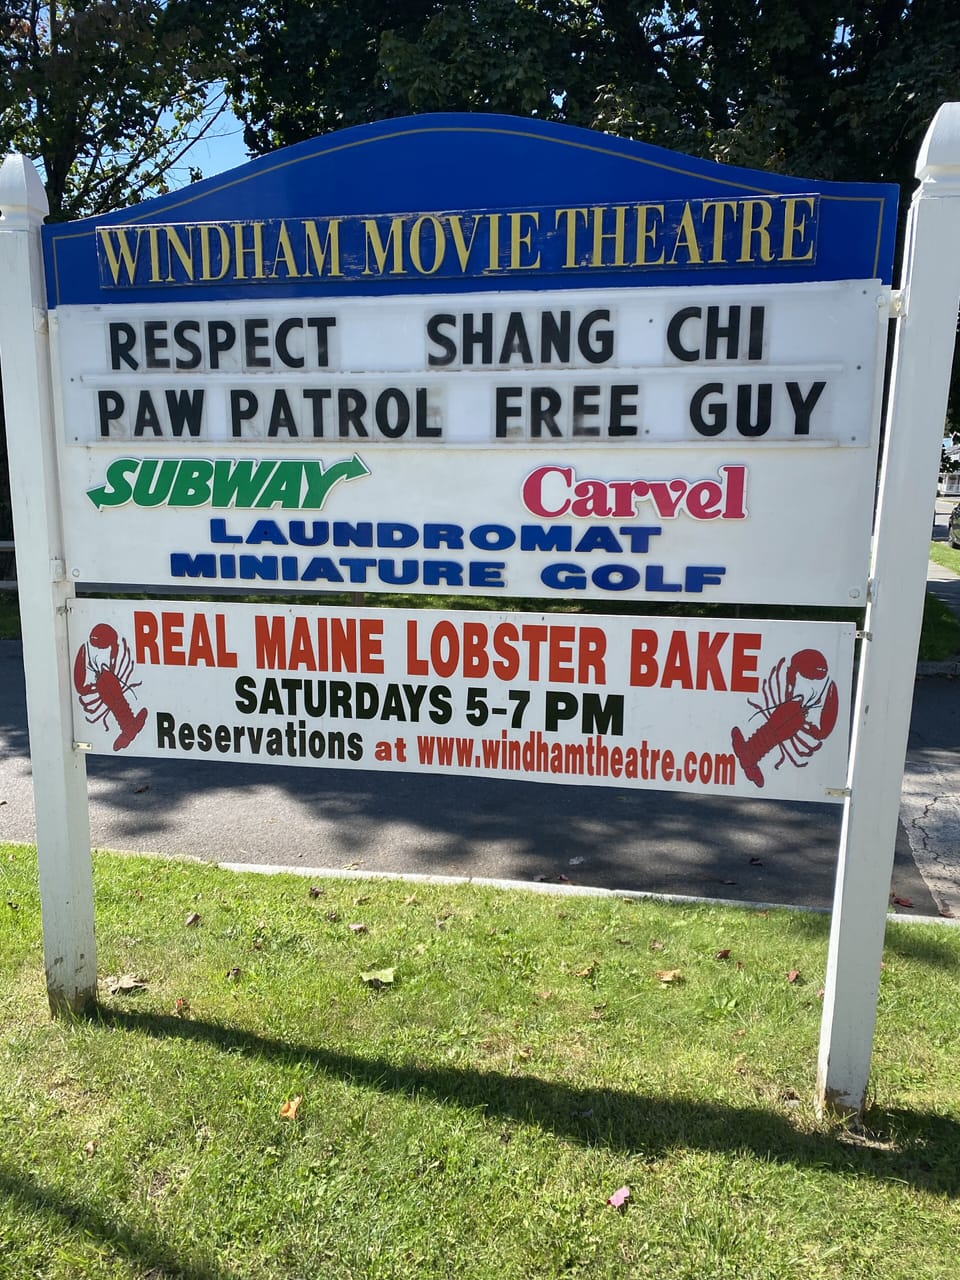 WINDHAM MOVIE THEATRE
RESPECT SHANG CHI
PAW PATROL FREE GUY
SUBWAY Carvel
LAUNDROMAT
MINIATURE GOLF
REAL MAINE LOBSTER BAKE
SATURDAYS 5-7 PM
Reservations at www.windhamtheatre.com